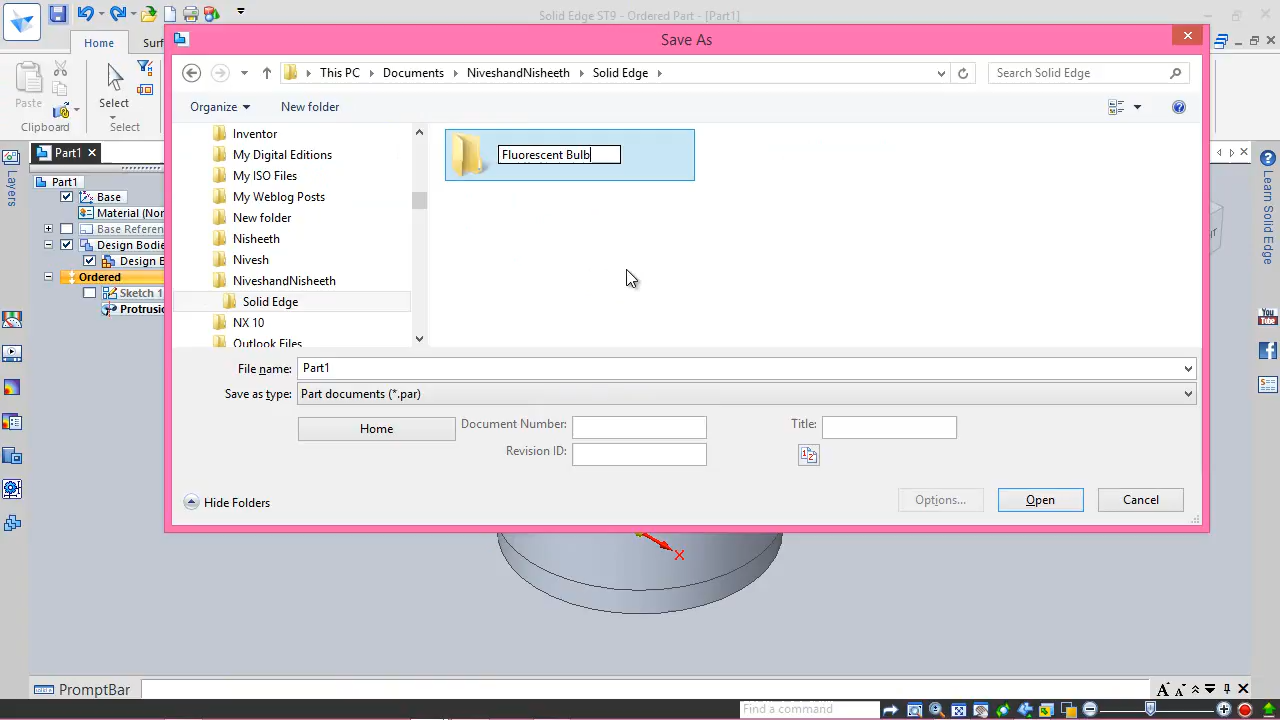 Solid Edge ST9 - Ordered Part - [Part1]
Home
Surf
Paste
Clipboard
Select
Select
Save As
This PC
Documents
NiveshandNisheeth
Solid Edge
Search Solid Edge
Organize
New folder
Inventor
My Digital Editions
My ISO Files
My Weblog Posts
New folder
Nisheeth
Nivesh
NiveshandNisheeth
Solid Edge
NX 10
Outlook Files
Fluorescent Bulb
File name:
Part1
Save as type:
Part documents (*.par)
Home
Document Number:
Revision ID:
Title:
Hide Folders
Options...
Open
Cancel
Part1
Layers
Part1
Base
Material (Nor
Base Referen
Design Bodies
Design B
Ordered
Sketch 1
Protrusio
Learn Solid Edge
You
Tube
X
PromptBar
Find a command